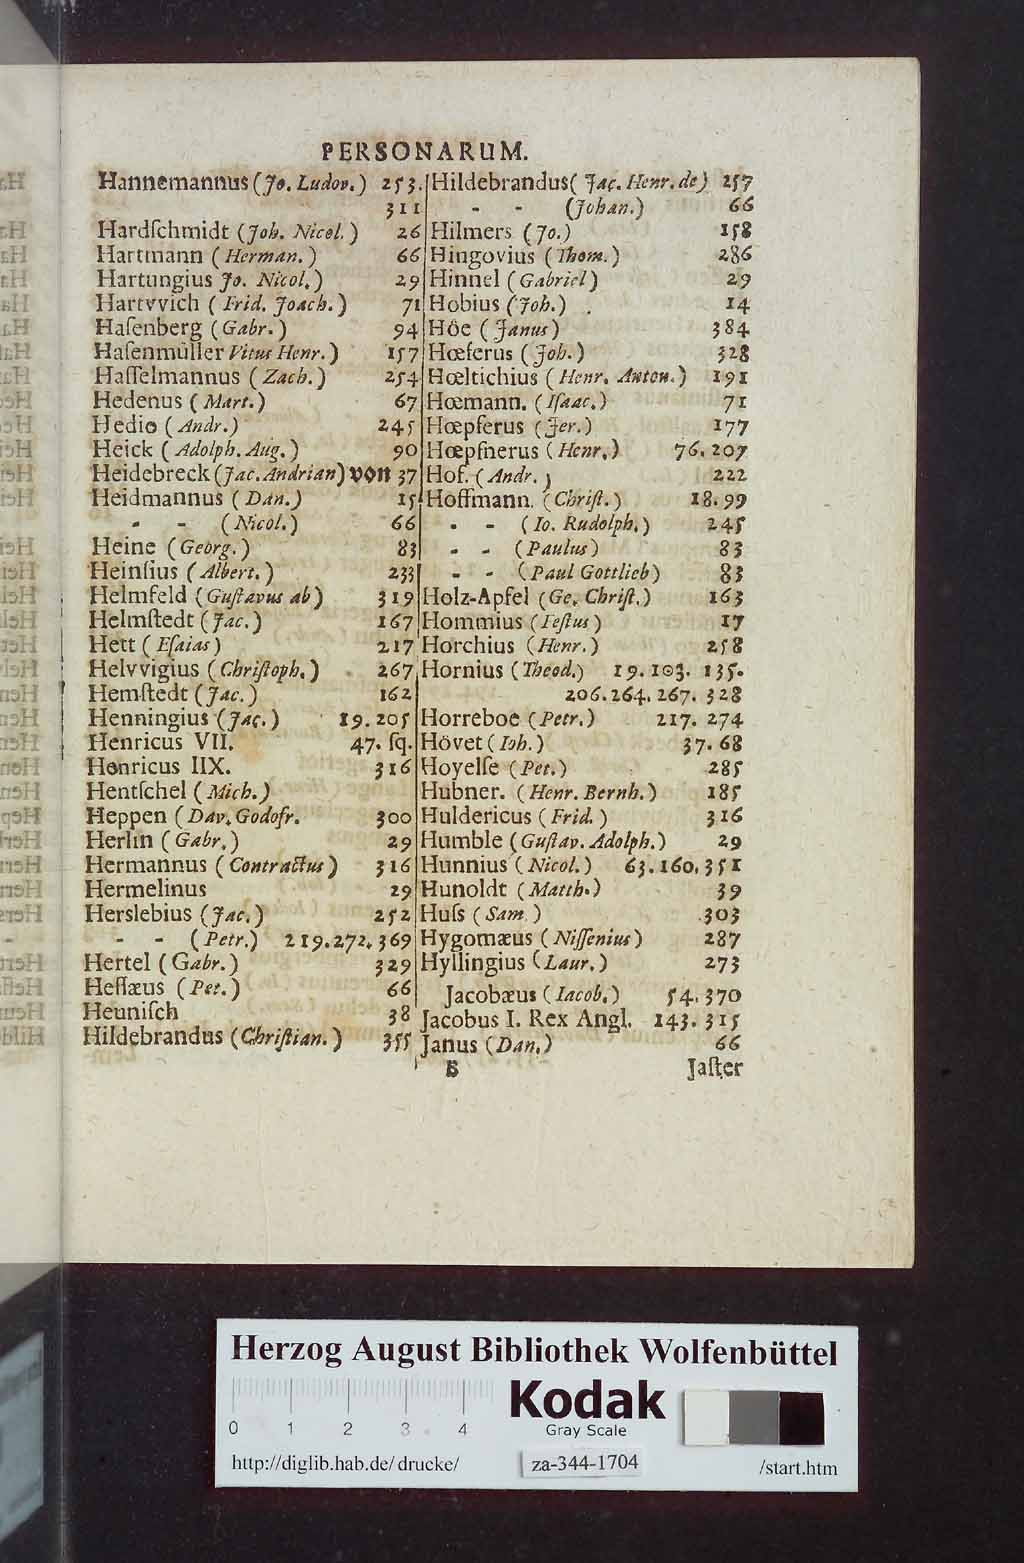 PERSONARUM.
Hannemannus (Jo. Ludov.) 253.
311
Hardſchmidt (Joh. Nicol.) 26
Hartmann (Herman.) 66
Hartungius Jo. Nicol.) 29
Hartvvich (Frid. Joach.) 71
Haſenberg (Gabr.) 94
Haſenmüller Vitus Henr.) 157
Haſſelmannus (Zach.) 254
Hedenus (Mart.) 67
Hedio (Andr.) 245
Heick (Adolph. Aug.) 90
Heidebreck (Jac. Andrian) von 37
Heidmannus (Dan.) 15
- - (Nicol.) 66
Heine (Georg.) 83
Heinſius (Albert.) 233
Helmfeld (Guſtavus ab) 319
Helmſtedt (Jac.) 167
Hett (Eſaias) 217
Helvvigius (Chriſtoph.) 267
Hemſtedt (Jac.) 162
Henningius (Jac.) 19. 205
Henricus VII. 47. ſq.
Henricus IIX. 316
Hentſchel (Mich.)
Heppen (Dav. Godofr. 300
Herlin (Gabr.) 29
Hermannus (Contractus) 316
Hermelinus 29
Herslebius (Jac.) 252
- - (Petr.) 219. 272. 369
Hertel (Gabr.) 329
Heſſæus (Pet.) 66
Heuniſch 38
Hildebrandus (Chriſtian.) 355
Hildebrandus (Jac. Henr. de) 257
- - (Johan.) 66
Hilmers (Jo.) 158
Hingovius (Thom.) 286
Hinnel (Gabriel) 29
Hobius (Joh.) 14
Höe (Janus) 384
Hœferus (Joh.) 328
Hœltichius (Henr. Anton.) 191
Hœmann. (Iſaac.) 71
Hœpferus (Jer.) 177
Hœpfnerus (Henr.) 76. 207
Hof. (Andr.) 222
Hoffmann. (Chriſt.) 18. 99
- - (Io. Rudolph.) 245
- - (Paulus) 83
- - (Paul Gottlieb) 83
Holz-Apfel (Ge. Chriſt.) 163
Hommius (Feſtus) 17
Horchius (Henr.) 258
Hornius (Theod.) 19. 103. 135.
206. 264. 267. 328
Horreboe (Petr.) 217. 274
Hövet (Ioh.) 37. 68
Hoyelſe (Pet.) 285
Hubner. (Henr. Bernh.) 185
Huldericus (Frid.) 316
Humble (Guſtav. Adolph.) 29
Hunnius (Nicol.) 63. 160. 351
Hunoldt (Matth.) 39
Huſs (Sam.) 303
Hygomæus (Niſſenius) 287
Hyllingius (Laur.) 273
Jacobæus (Iacob.) 54. 370
Jacobus I. Rex Angl. 143. 315
Janus (Dan.) 66
B Jaſter
Herzog August Bibliothek Wolfenbüttel
0 1 2 3 4
Kodak
Gray Scale
http://diglib.hab.de/drucke/ za-344-1704 /start.htm